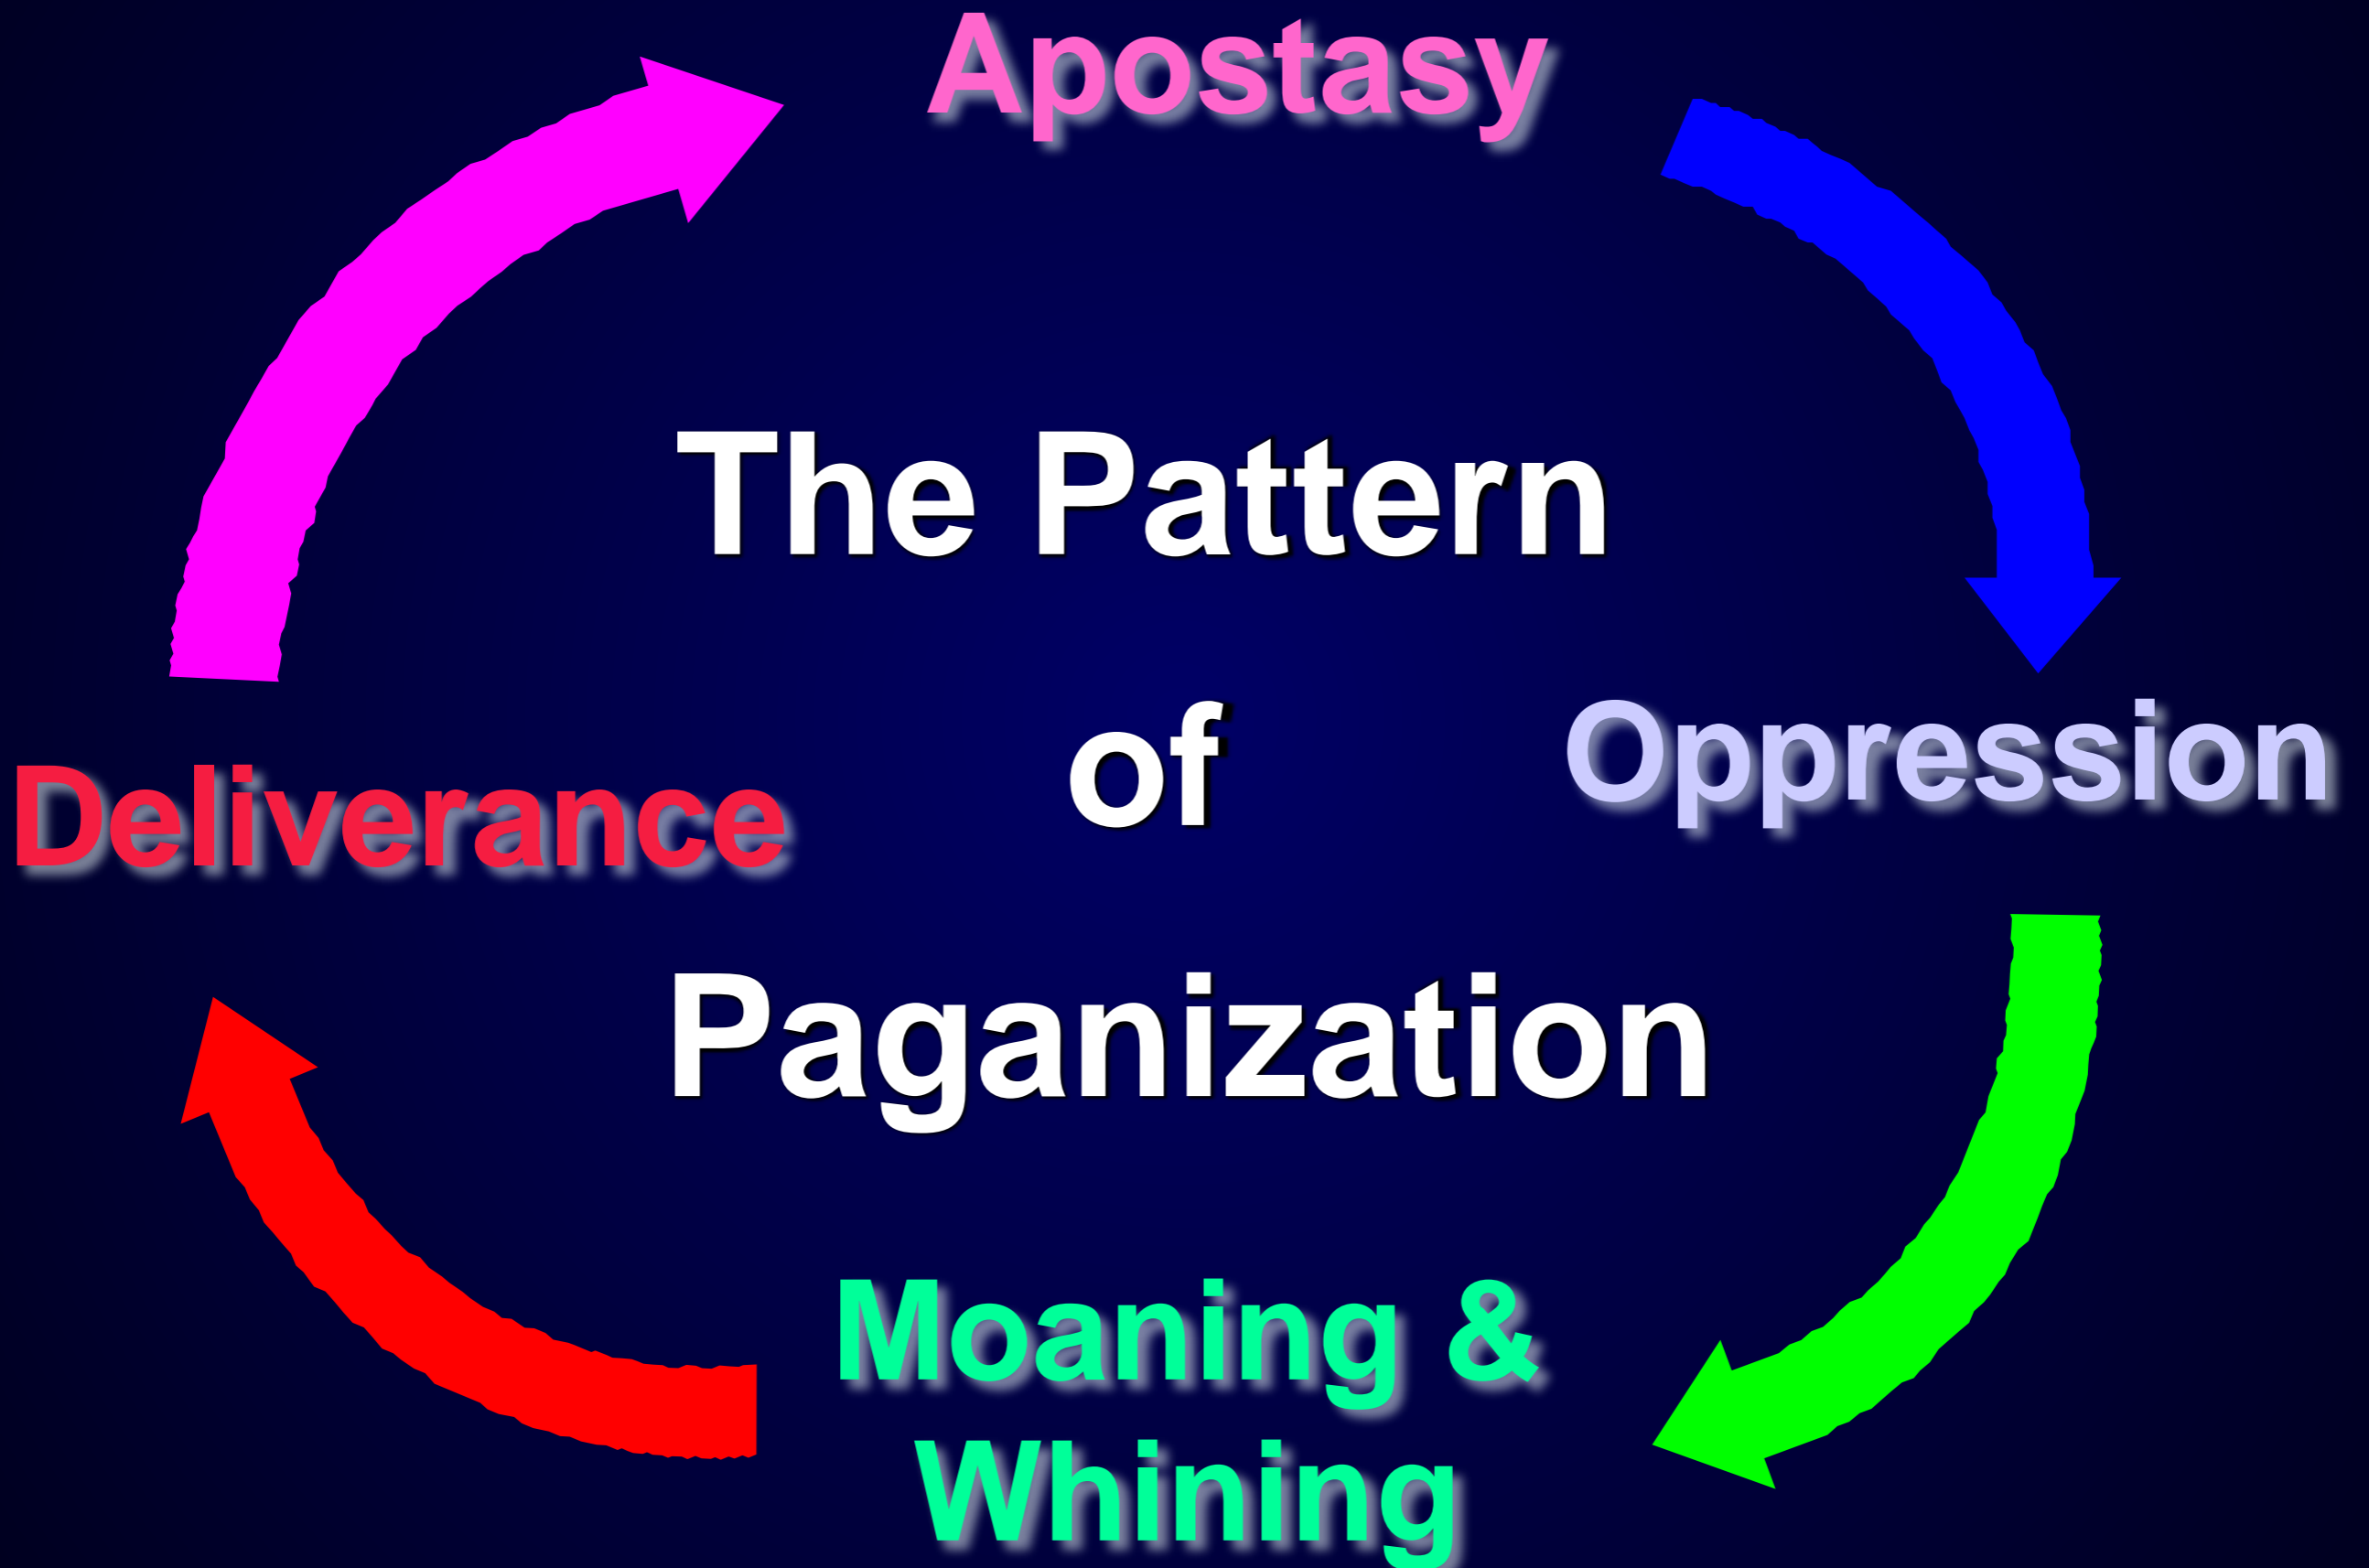 Apostasy
The Pattern
of
Oppression
Deliverance
Paganization
Moaning &
Whining